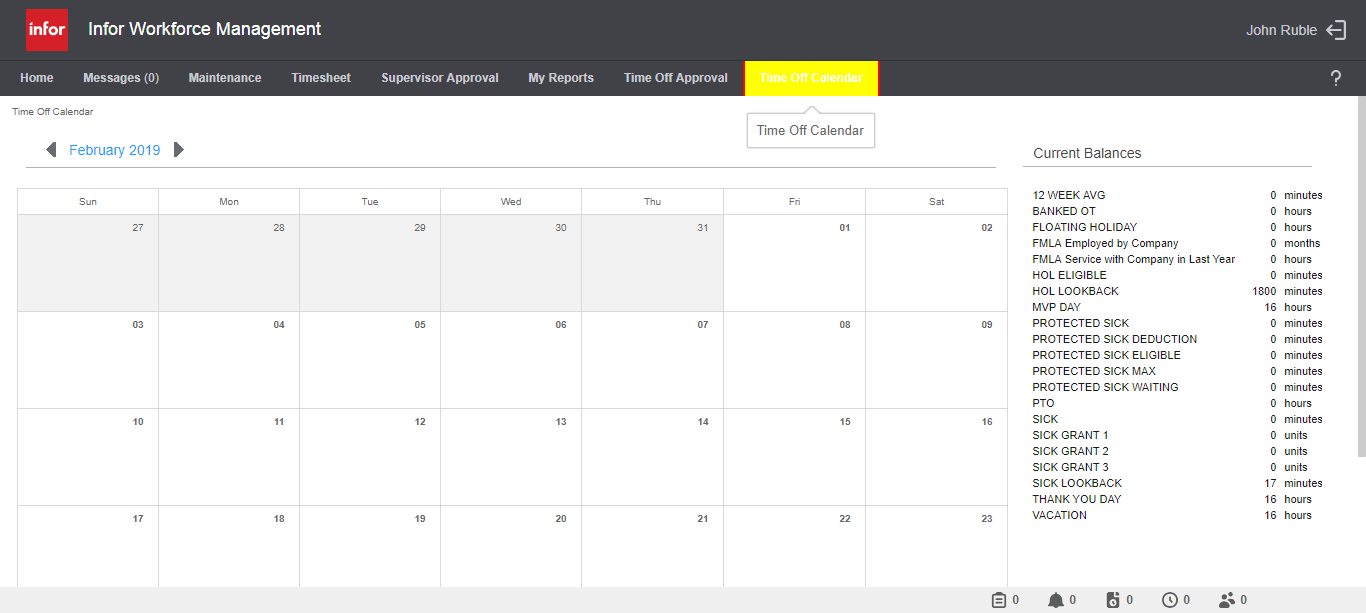 infor Infor Workforce Management John Ruble
Home Messages (0) Maintenance Timesheet Supervisor Approval My Reports Time Off Approval Time Off Calendar ?
Time Off Calendar
Time Off Calendar
February 2019
Sun Mon Tue Wed Thu Fri Sat
27 28 29 30 31 01 02
03 04 05 06 07 08 09
10 11 12 13 14 15 16
17 18 19 20 21 22 23
Current Balances
12 WEEK AVG 0 minutes
BANKED OT 0 hours
FLOATING HOLIDAY 0 hours
FMLA Employed by Company 0 months
FMLA Service with Company in Last Year 0 hours
HOL ELIGIBLE 0 minutes
HOL LOOKBACK 1800 minutes
MVP DAY 16 hours
PROTECTED SICK 0 minutes
PROTECTED SICK DEDUCTION 0 minutes
PROTECTED SICK ELIGIBLE 0 minutes
PROTECTED SICK MAX 0 minutes
PROTECTED SICK WAITING 0 minutes
PTO 0 hours
SICK 0 minutes
SICK GRANT 1 0 units
SICK GRANT 2 0 units
SICK GRANT 3 0 units
SICK LOOKBACK 17 minutes
THANK YOU DAY 16 hours
VACATION 16 hours
0 0 0 0 0